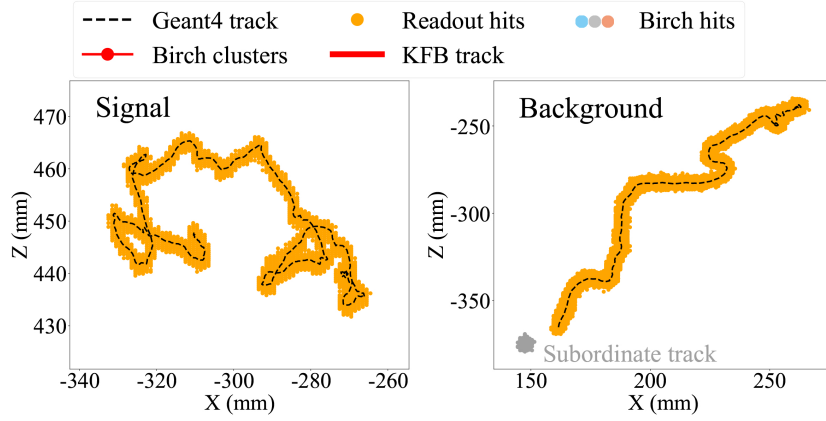 Geant4 track Readout hits Birch hits
Birch clusters KFB track
Signal
470
460
450
440
430
Z (mm)
-340 -320 -300 -280 -260
X (mm)
Background
-250
-300
-350
Z (mm)
Subordinate track
150 200 250
X (mm)